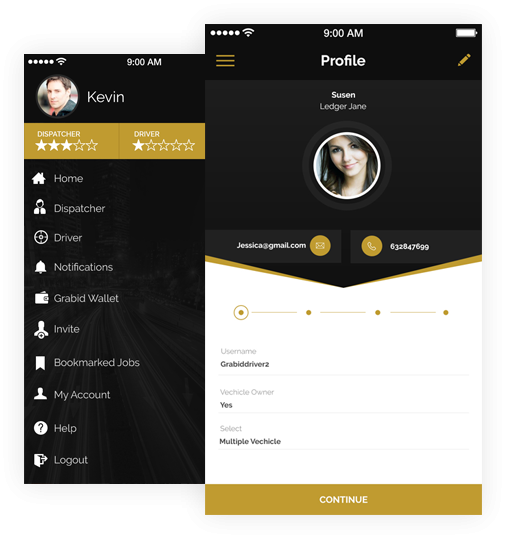 9:00 AM
Kevin
DISPATCHER
DRIVER
Home
Dispatcher
Driver
Notifications
Grabid Wallet
Invite
Bookmarked Jobs
My Account
Help
Logout
9:00 AM
Profile
Susen
Ledger Jane
Jessica@gmail.com
632847699
Username
Grabiddriver2
Vechicle Owner
Yes
Select
Multiple Vechicle
CONTINUE